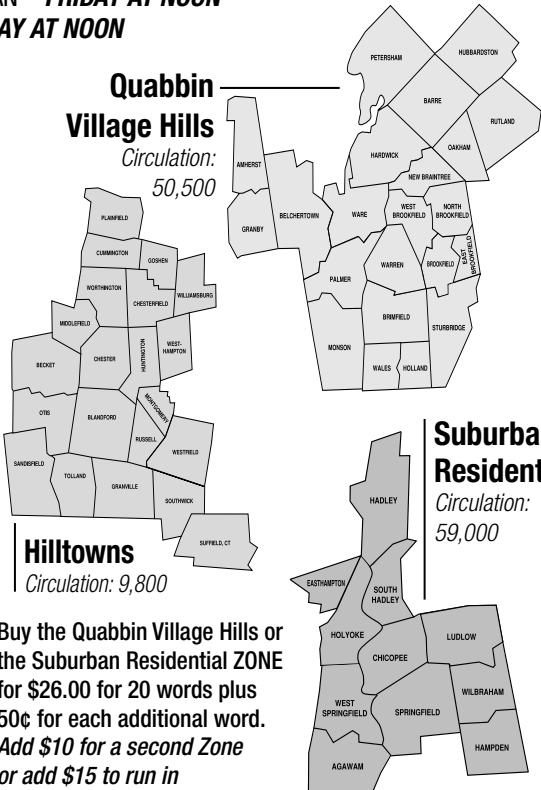 FRIDAY AT NOON
AY AT NOON
Quabbin
Village Hills
Circulation:
50,500
PETERSHAM
HUBBARDSTON
BARRE
RUTLAND
OAKHAM
HARDWICK
NEW BRAINTREE
AMHERST
BELCHERTOWN
GRANBY
WARE
WEST
BROOKFIELD
NORTH
BROOKFIELD
EAST
BROOKFIELD
BROOKFIELD
WARREN
PALMER
BRIMFIELD
STURBRIDGE
MONSON
WALES
HOLLAND
PLAINFIELD
CUMMINGTON
GOSHEN
WORTHINGTON
CHESTERFIELD
WILLIAMSBURG
MIDDLEFIELD
HUNTINGTON
WEST-
HAMPTON
BECKET
CHESTER
MONTGOMERY
OTIS
BLANDFORD
RUSSELL
WESTFIELD
SANDISFIELD
TOLLAND
GRANVILLE
SOUTHWICK
SUFFIELD, CT
Hilltowns
Circulation: 9,800
Suburba
Resident
Circulation:
59,000
HADLEY
EASTHAMPTON
SOUTH
HADLEY
HOLYOKE
CHICOPEE
LUDLOW
WEST
SPRINGFIELD
SPRINGFIELD
WILBRAHAM
HAMPDEN
AGAWAM
Buy the Quabbin Village Hills or
the Suburban Residential ZONE
for $26.00 for 20 words plus
50¢ for each additional word.
Add $10 for a second Zone
or add $15 to run in